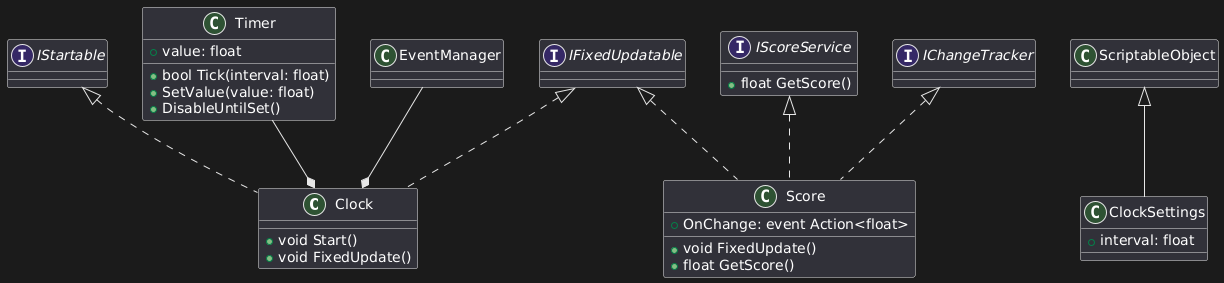 I IStartable
C Timer
value: float
bool Tick(interval: float)
SetValue(value: float)
DisableUntilSet()
C EventManager
I IFixedUpdatable
I IScoreService
float GetScore()
I IChangeTracker
C ScriptableObject
C Clock
void Start()
void FixedUpdate()
C Score
OnChange: event Action<float>
void FixedUpdate()
float GetScore()
C ClockSettings
interval: float